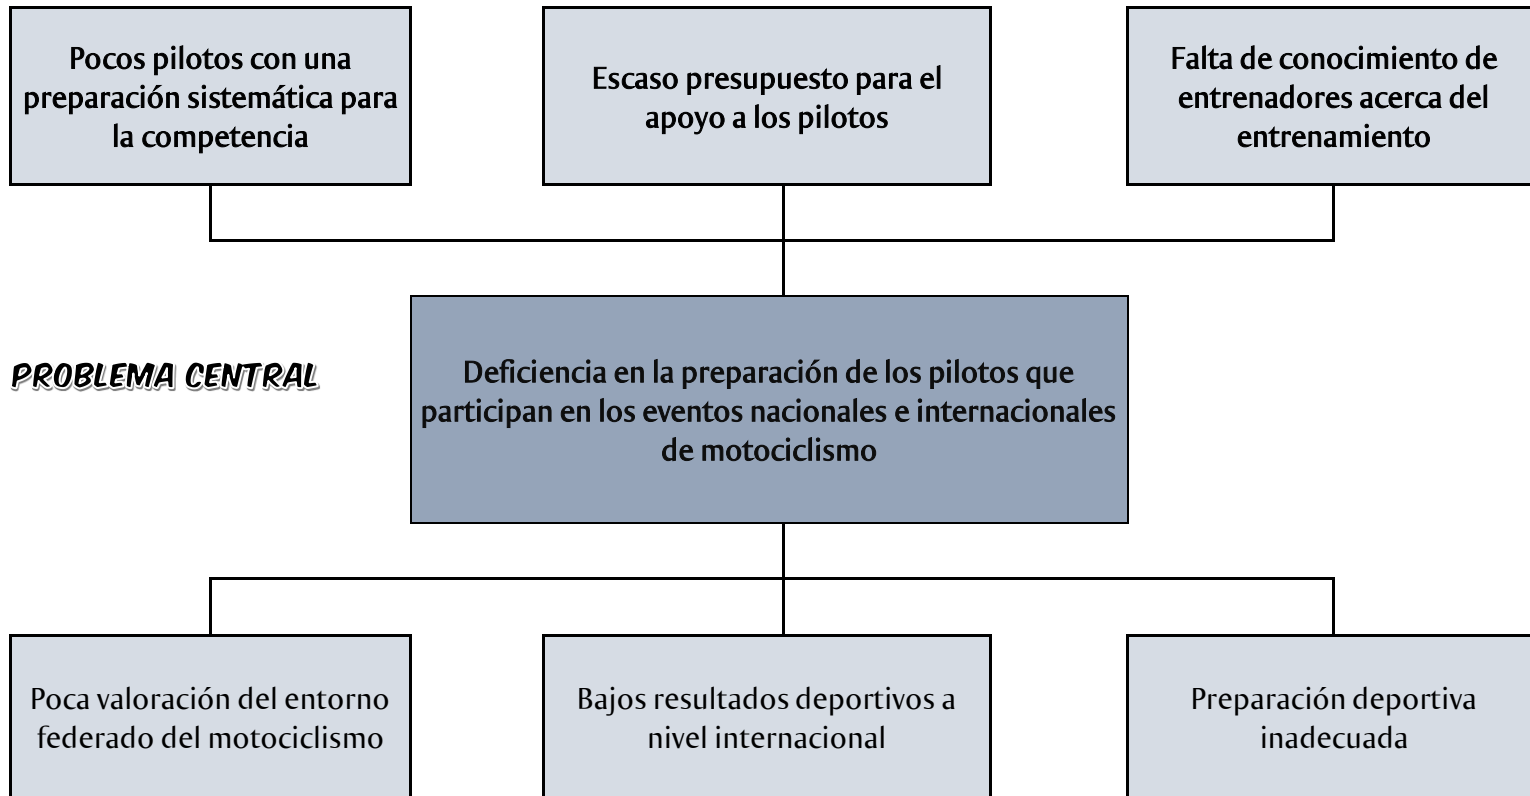 Pocos pilotos con una
preparación sistemática para
la competencia
Escaso presupuesto para el
apoyo a los pilotos
Falta de conocimiento de
entrenadores acerca del
entrenamiento
PROBLEMA CENTRAL
Deficiencia en la preparación de los pilotos que
participan en los eventos nacionales e internacionales
de motociclismo
Poca valoración del entorno
federado del motociclismo
Bajos resultados deportivos a
nivel internacional
Preparación deportiva
inadecuada